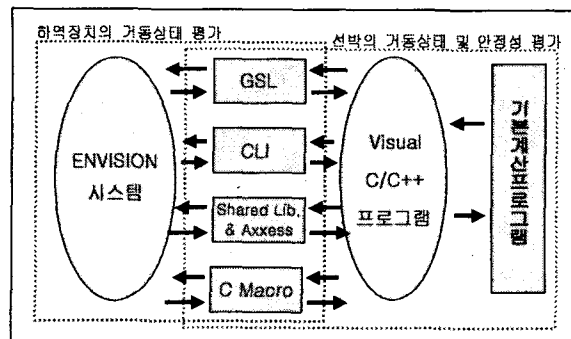 하역장치의 거동상태 평가
선박의 거동상태 및 안정성 평가
ENVISION
시스템
GSL
CLI
Shared Lib,
& Axxess
C Macro
Visual
C/C++
프로그램
기본계산프로그램